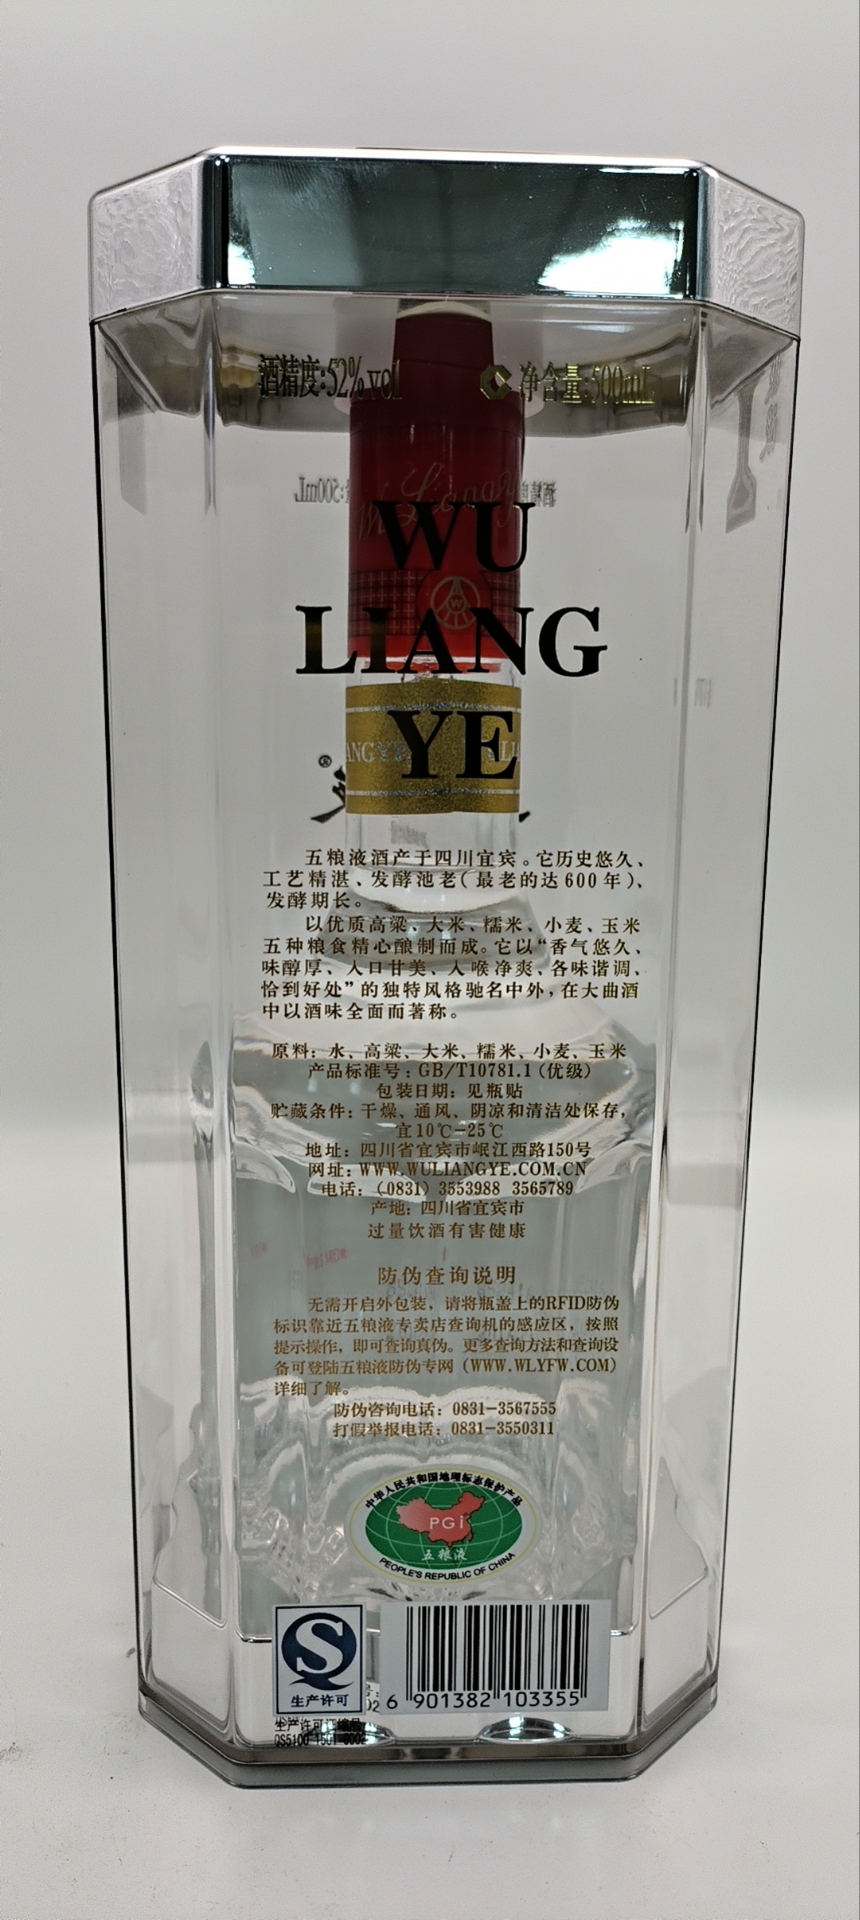 酒精度:52%vol 净含量:500mL
WU
LIANG
YE
五粮液酒产于四川宜宾。它历史悠久、
工艺精湛、发酵池老(最老的达600年)、
发酵期长。
以优质高粱、大米、糯米、小麦、玉米
五种粮食精心酿制而成。它以“香气悠久、
味醇厚、入口甘美、入喉净爽、各味谐调、
恰到好处”的独特风格驰名中外,在大曲酒
中以酒味全面而著称。
原料:水、高粱、大米、糯米、小麦、玉米
产品标准号:GB/T10781.1(优级)
包装日期:见瓶贴
贮藏条件:干燥、通风、阴凉和清洁处保存,
宜10℃-25℃
地址:四川省宜宾市岷江西路150号
网址:WWW.WULIANGYE.COM.CN
电话:(0831)3553988 3565789
产地:四川省宜宾市
过量饮酒有害健康
防伪查询说明
无需开启外包装,请将瓶盖上的RFID防伪
标识靠近五粮液专卖店查询机的感应区,按照
提示操作,即可查询真伪。更多查询方法和查询设
备可登陆五粮液防伪专网(WWW.WLYFW.COM)
详细了解。
防伪咨询电话:0831-3567555
打假举报电话:0831-3550311
中华人民共和国地理标志保护产品
PGI
五粮液
PEOPLE'S REPUBLIC OF CHINA
生产许可
6 901382 103355
生产许可证编号
QS5100 1501 0002